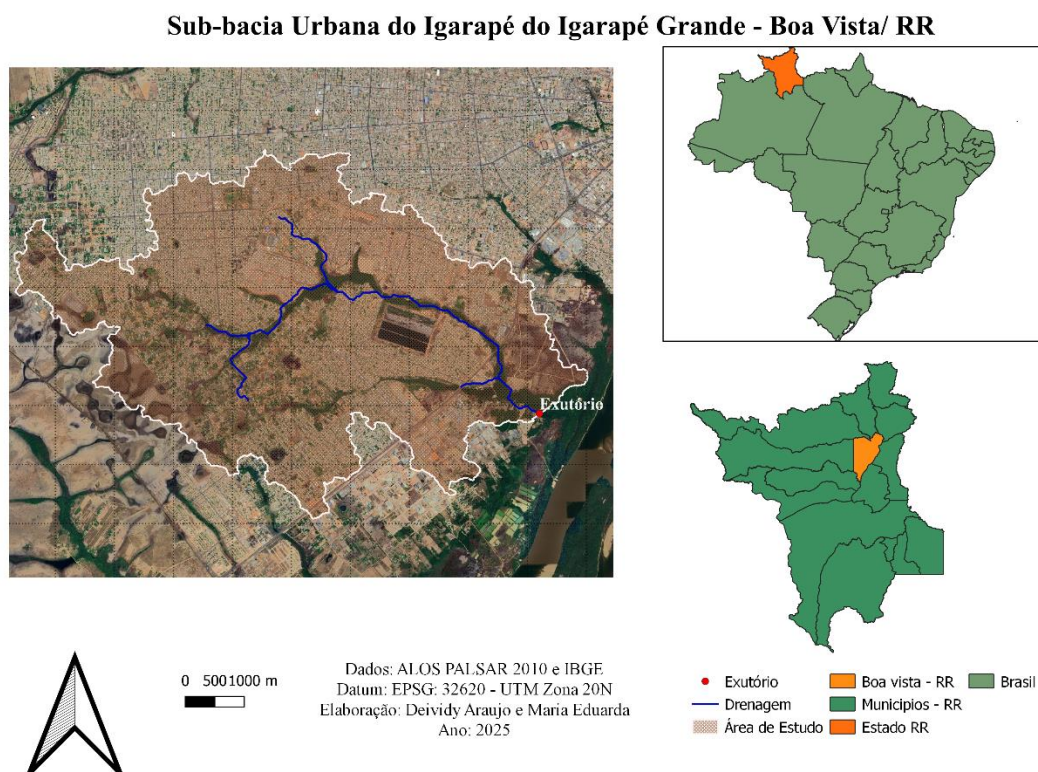 Sub-bacia Urbana do Igarapé do Igarapé Grande - Boa Vista/ RR
Exutório
0 5001000 m
Dados: ALOS PALSAR 2010 e IBGE
Datum: EPSG: 32620 - UTM Zona 20N
Elaboração: Deividy Araujo e Maria Eduarda
Ano: 2025
Exutório
Drenagem
Área de Estudo
Boa vista - RR
Municipios - RR
Estado RR
Brasil